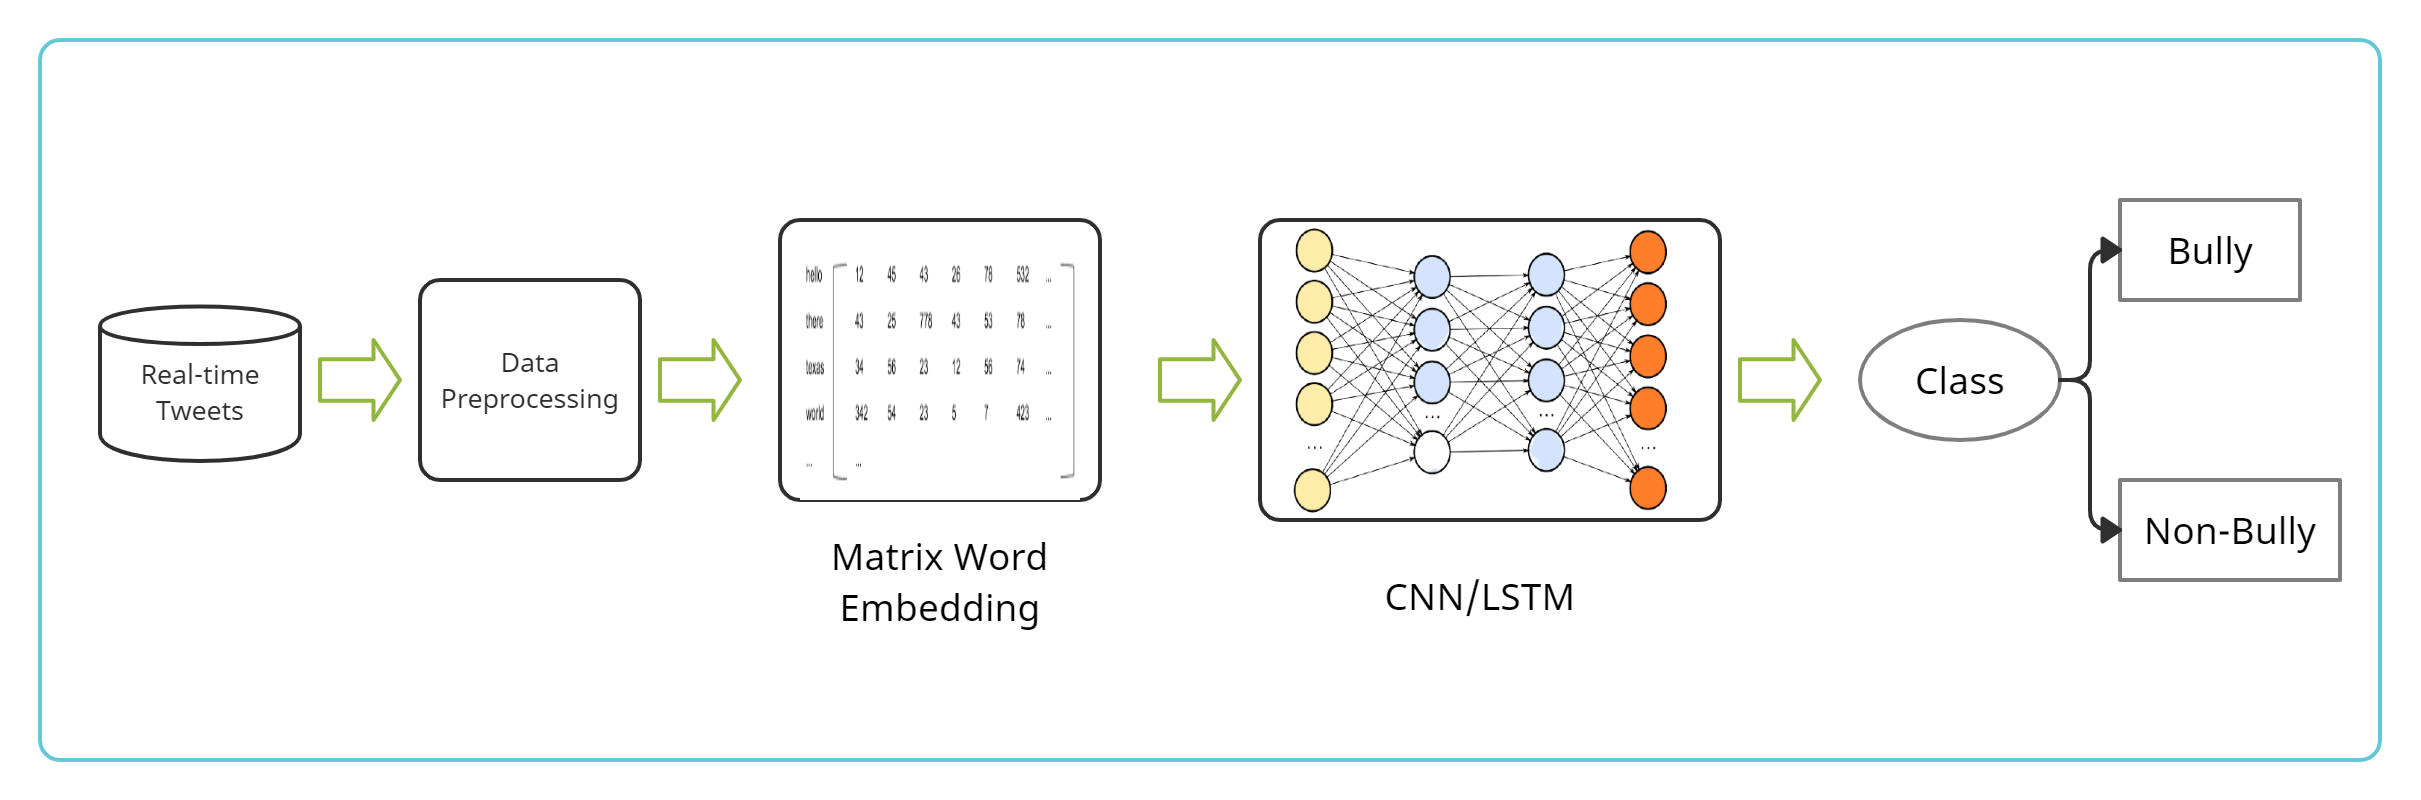 Real-time
Tweets
Data
Preprocessing
hello 12 45 43 26 78 532 ...
there 43 25 778 43 53 78 ...
texas 34 56 23 12 56 74 ...
world 342 54 23 5 7 423 ...
... ...
Matrix Word
Embedding
... ... ... ...
CNN/LSTM
Class
Bully
Non-Bully